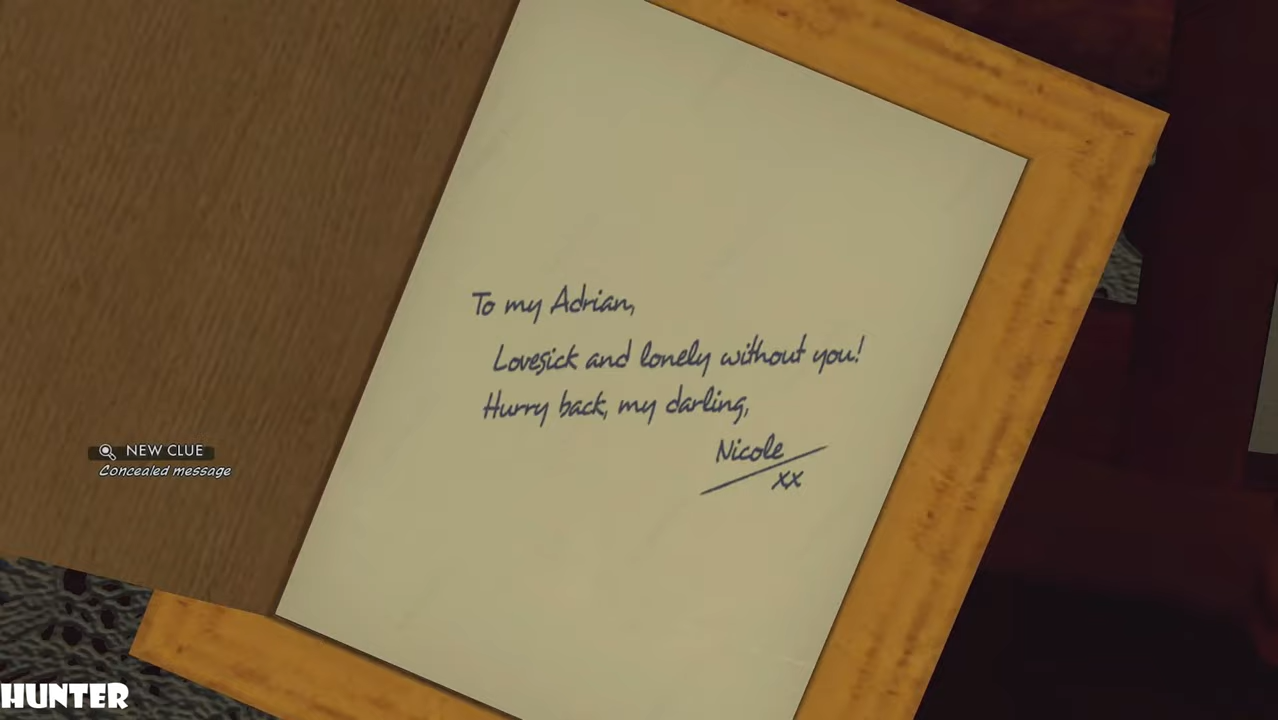 To my Adrian,
Lovesick and lonely without you!
Hurry back, my darling,
Nicole
xx
NEW CLUE
Concealed message
HUNTER